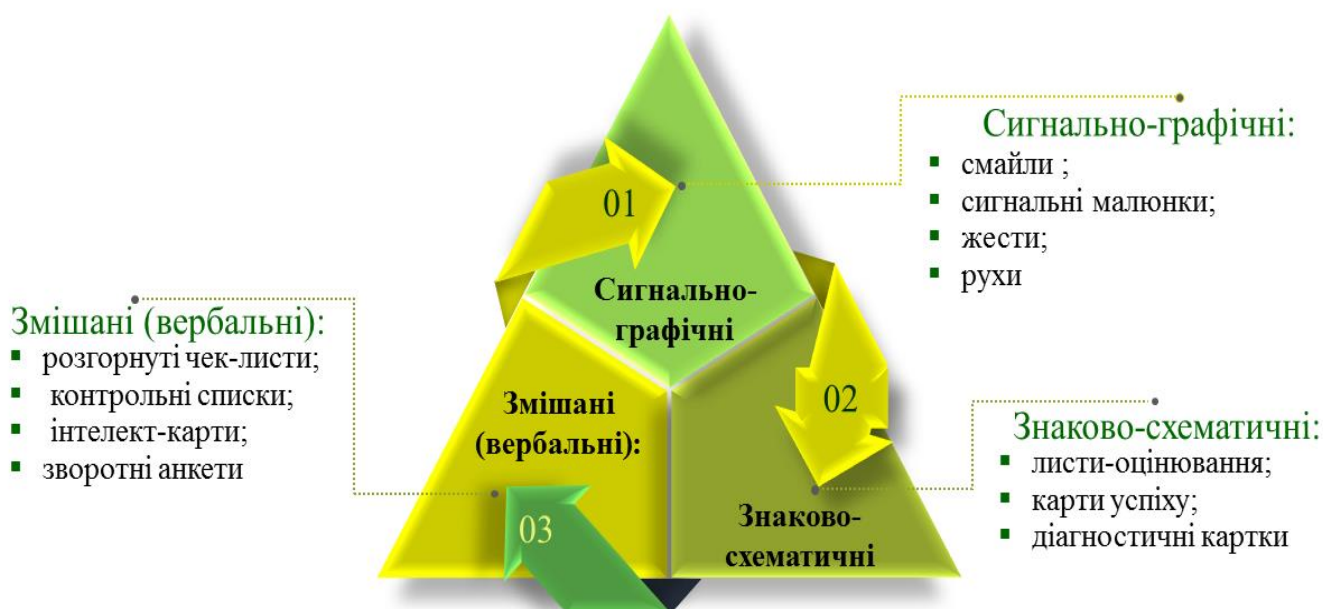 01
Сигнально-
графічні
Сигнально-графічні:
смайли ;
сигнальні малюнки;
жести;
рухи
02
Знаково-
схематичні
Знаково-схематичні:
листи-оцінювання;
карти успіху;
діагностичні картки
03
Змішані
(вербальні):
Змішані (вербальні):
розгорнуті чек-листи;
контрольні списки;
інтелект-карти;
зворотні анкети